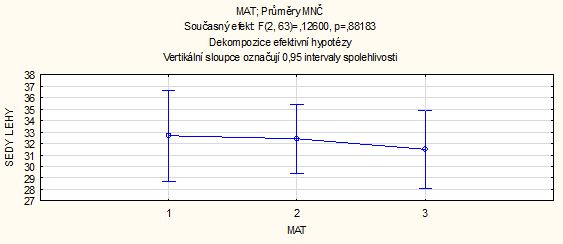 MAT; Průměry MNČ
Současný efekt: F(2, 63)=,12600, p=,88183
Dekompozice efektivní hypotézy
Vertikální sloupce označují 0,95 intervaly spolehlivosti
38
37
36
35
34
33
32
31
30
29
28
27
SEDY LEHY
1 2 3
MAT